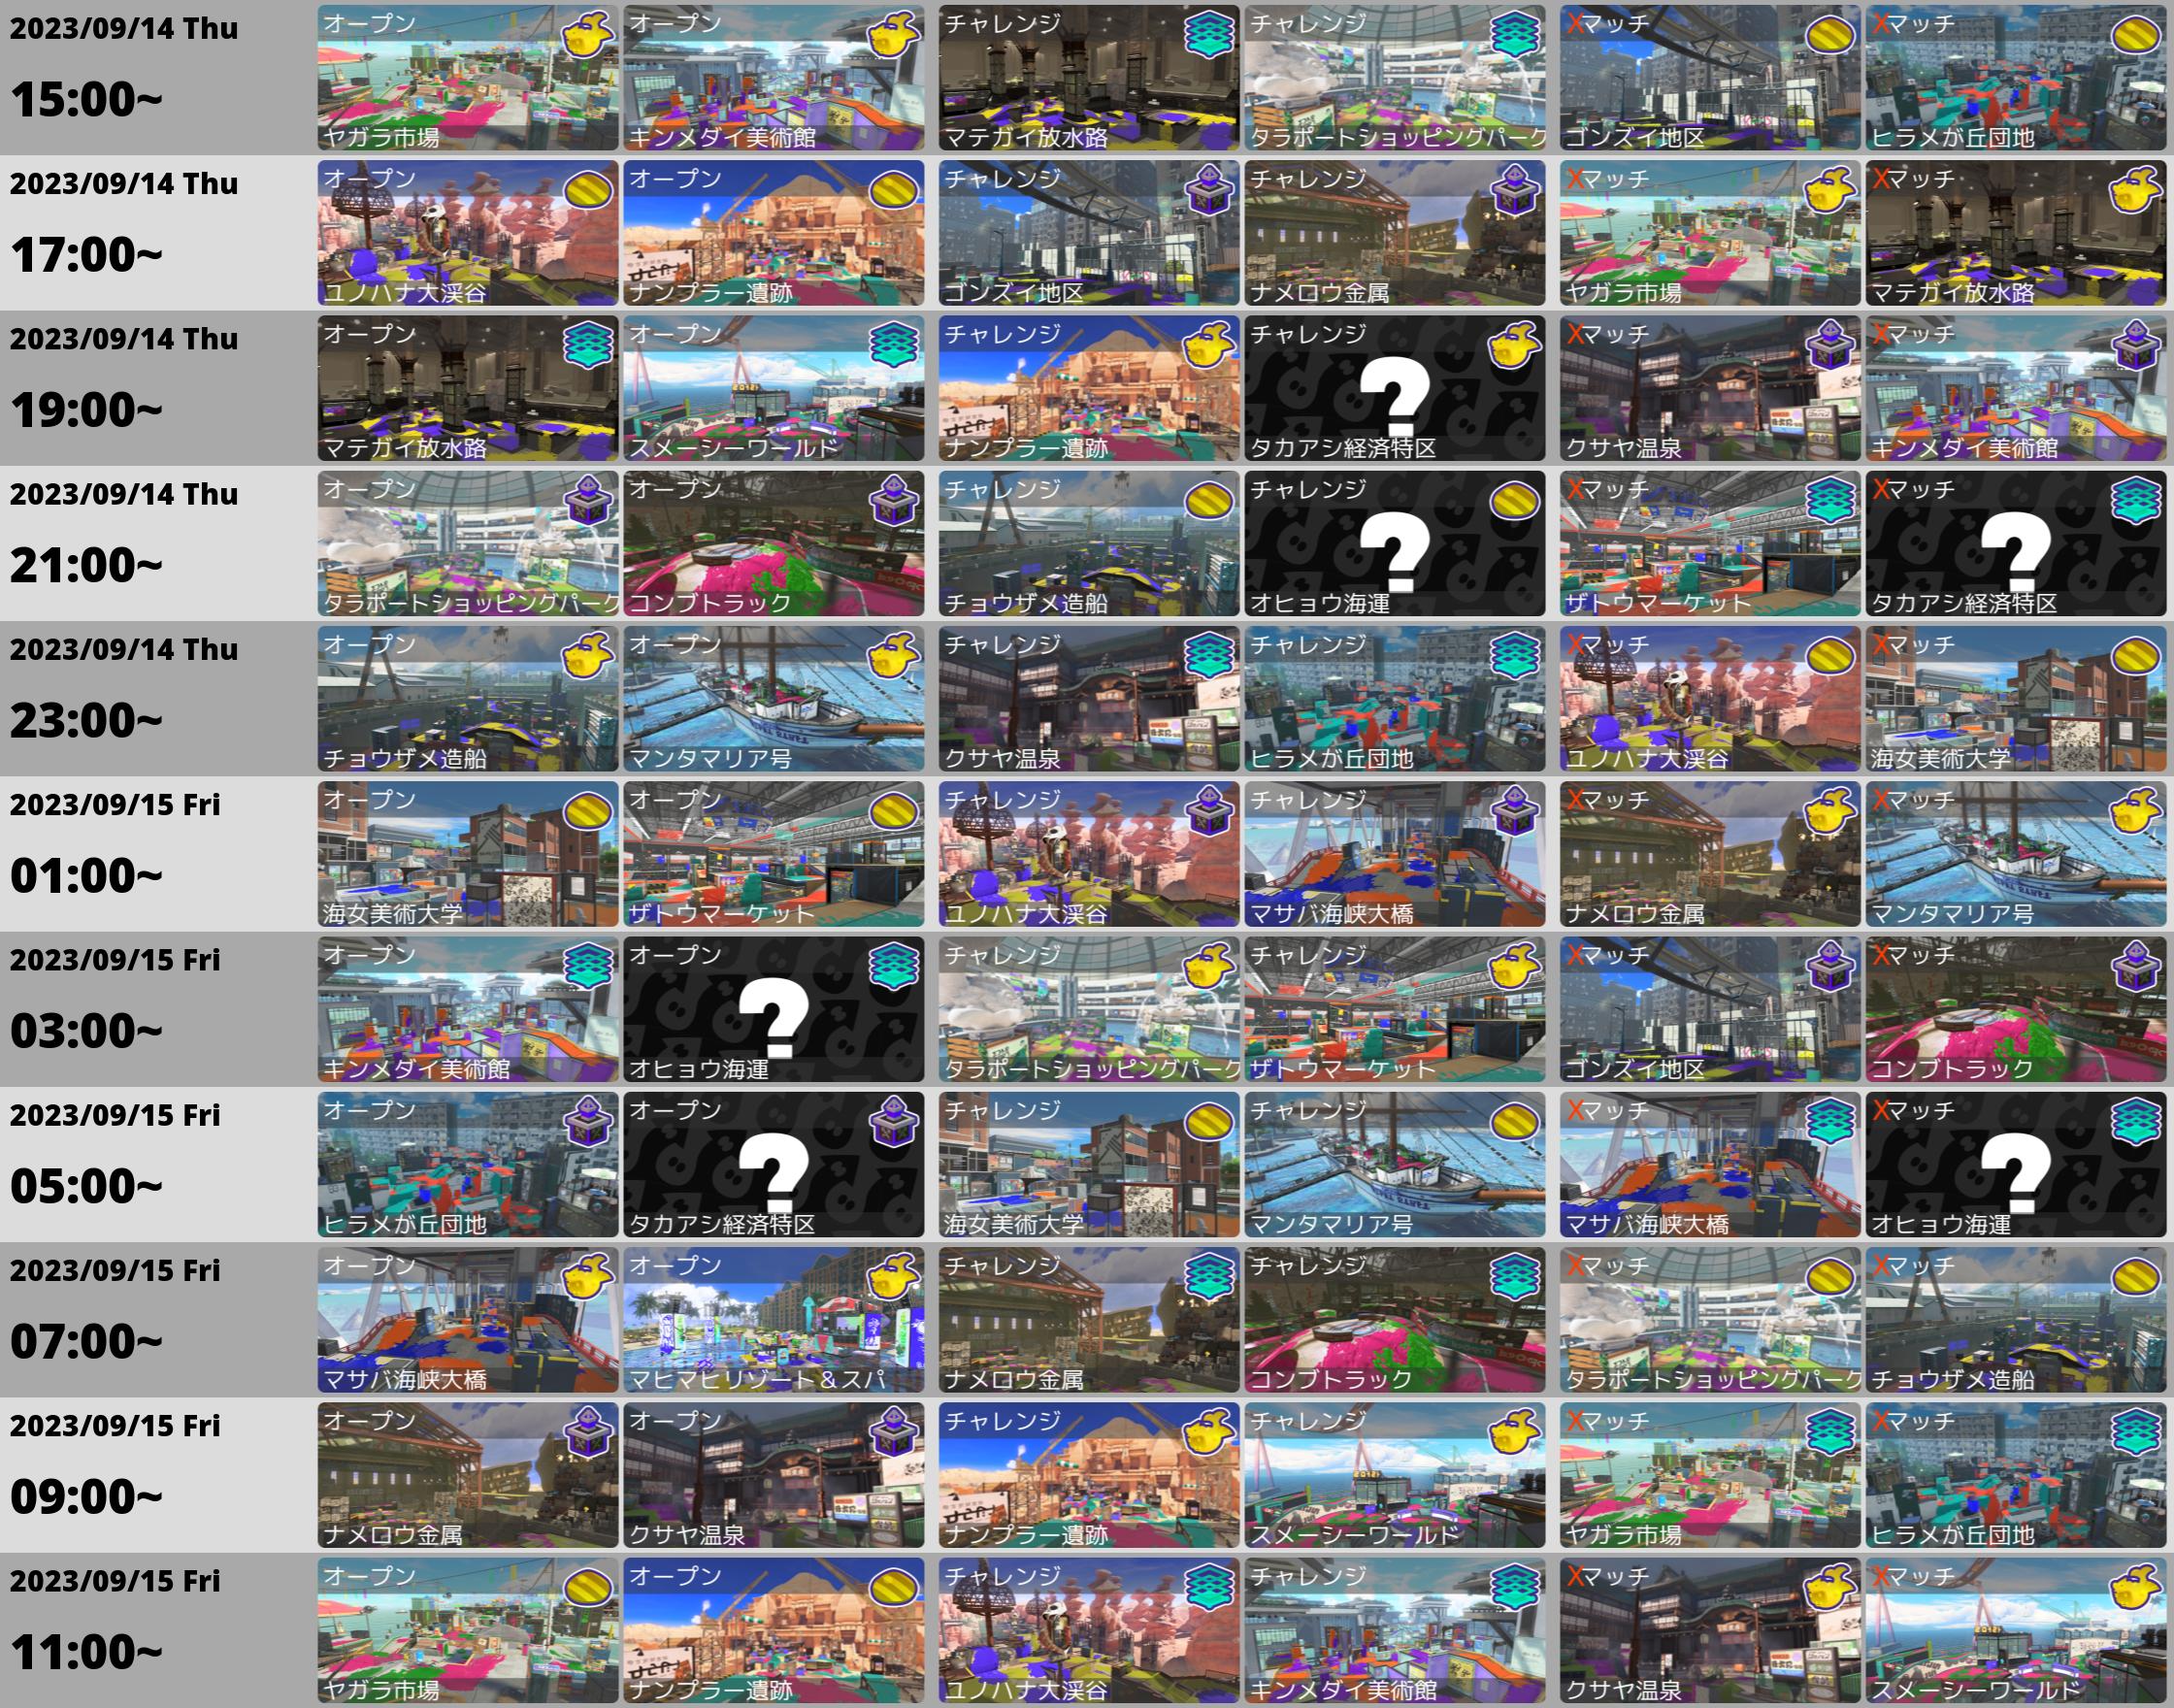 2023/09/14 Thu
15:00~
オープン
ヤガラ市場
オープン
キンメダイ美術館
チャレンジ
マテガイ放水路
チャレンジ
タラポートショッピングパーク
Xマッチ
ゴンズイ地区
Xマッチ
ヒラメが丘団地
2023/09/14 Thu
17:00~
オープン
ユノハナ大渓谷
オープン
ナンプラー遺跡
チャレンジ
ゴンズイ地区
チャレンジ
ナメロウ金属
Xマッチ
ヤガラ市場
Xマッチ
マテガイ放水路
2023/09/14 Thu
19:00~
オープン
マテガイ放水路
オープン
スメーシーワールド
チャレンジ
ナンプラー遺跡
チャレンジ
?
タカアシ経済特区
Xマッチ
クサヤ温泉
Xマッチ
キンメダイ美術館
2023/09/14 Thu
21:00~
オープン
タラポートショッピングパーク
オープン
コンブトラック
チャレンジ
チョウザメ造船
チャレンジ
?
オヒョウ海運
Xマッチ
ザトウマーケット
Xマッチ
?
タカアシ経済特区
2023/09/14 Thu
23:00~
オープン
チョウザメ造船
オープン
マンタマリア号
チャレンジ
クサヤ温泉
チャレンジ
ヒラメが丘団地
Xマッチ
ユノハナ大渓谷
Xマッチ
海女美術大学
2023/09/15 Fri
01:00~
オープン
海女美術大学
オープン
ザトウマーケット
チャレンジ
ユノハナ大渓谷
チャレンジ
マサバ海峡大橋
Xマッチ
ナメロウ金属
Xマッチ
マンタマリア号
2023/09/15 Fri
03:00~
オープン
キンメダイ美術館
オープン
?
オヒョウ海運
チャレンジ
タラポートショッピングパーク
チャレンジ
ザトウマーケット
Xマッチ
ゴンズイ地区
Xマッチ
コンブトラック
2023/09/15 Fri
05:00~
オープン
ヒラメが丘団地
オープン
?
タカアシ経済特区
チャレンジ
海女美術大学
チャレンジ
マンタマリア号
Xマッチ
マサバ海峡大橋
Xマッチ
?
オヒョウ海運
2023/09/15 Fri
07:00~
オープン
マサバ海峡大橋
オープン
マヒマヒリゾート&スパ
チャレンジ
ナメロウ金属
チャレンジ
コンブトラック
Xマッチ
タラポートショッピングパーク
Xマッチ
チョウザメ造船
2023/09/15 Fri
09:00~
オープン
ナメロウ金属
オープン
クサヤ温泉
チャレンジ
ナンプラー遺跡
チャレンジ
スメーシーワールド
Xマッチ
ヤガラ市場
Xマッチ
ヒラメが丘団地
2023/09/15 Fri
11:00~
オープン
ヤガラ市場
オープン
ナンプラー遺跡
チャレンジ
ユノハナ大渓谷
チャレンジ
キンメダイ美術館
Xマッチ
クサヤ温泉
Xマッチ
スメーシーワールド